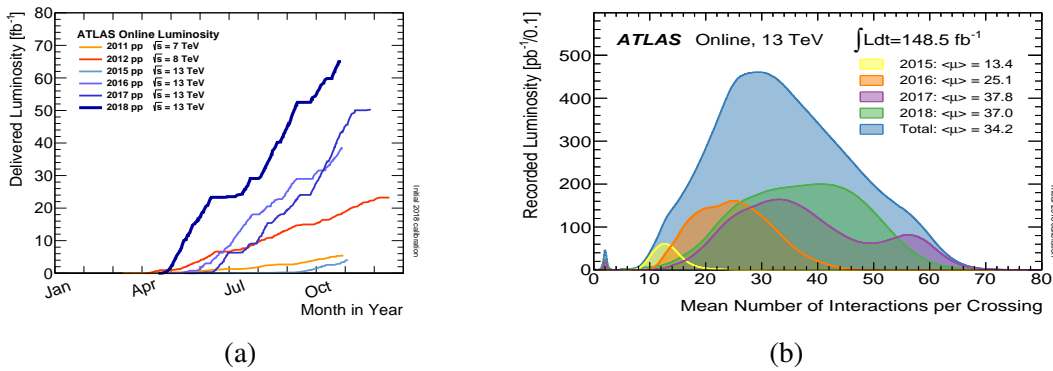 80
70
60
50
40
30
20
10
0
Delivered Luminosity [fb⁻¹]
ATLAS Online Luminosity
2011 pp √s = 7 TeV
2012 pp √s = 8 TeV
2015 pp √s = 13 TeV
2016 pp √s = 13 TeV
2017 pp √s = 13 TeV
2018 pp √s = 13 TeV
Jan Apr Jul Oct
Month in Year
Initial 2018 calibration
(a)
600
500
400
300
200
100
0
Recorded Luminosity [pb⁻¹/0.1]
ATLAS Online, 13 TeV ∫Ldt=148.5 fb⁻¹
2015: <μ> = 13.4
2016: <μ> = 25.1
2017: <μ> = 37.8
2018: <μ> = 37.0
Total: <μ> = 34.2
0 10 20 30 40 50 60 70 80
Mean Number of Interactions per Crossing
(b)